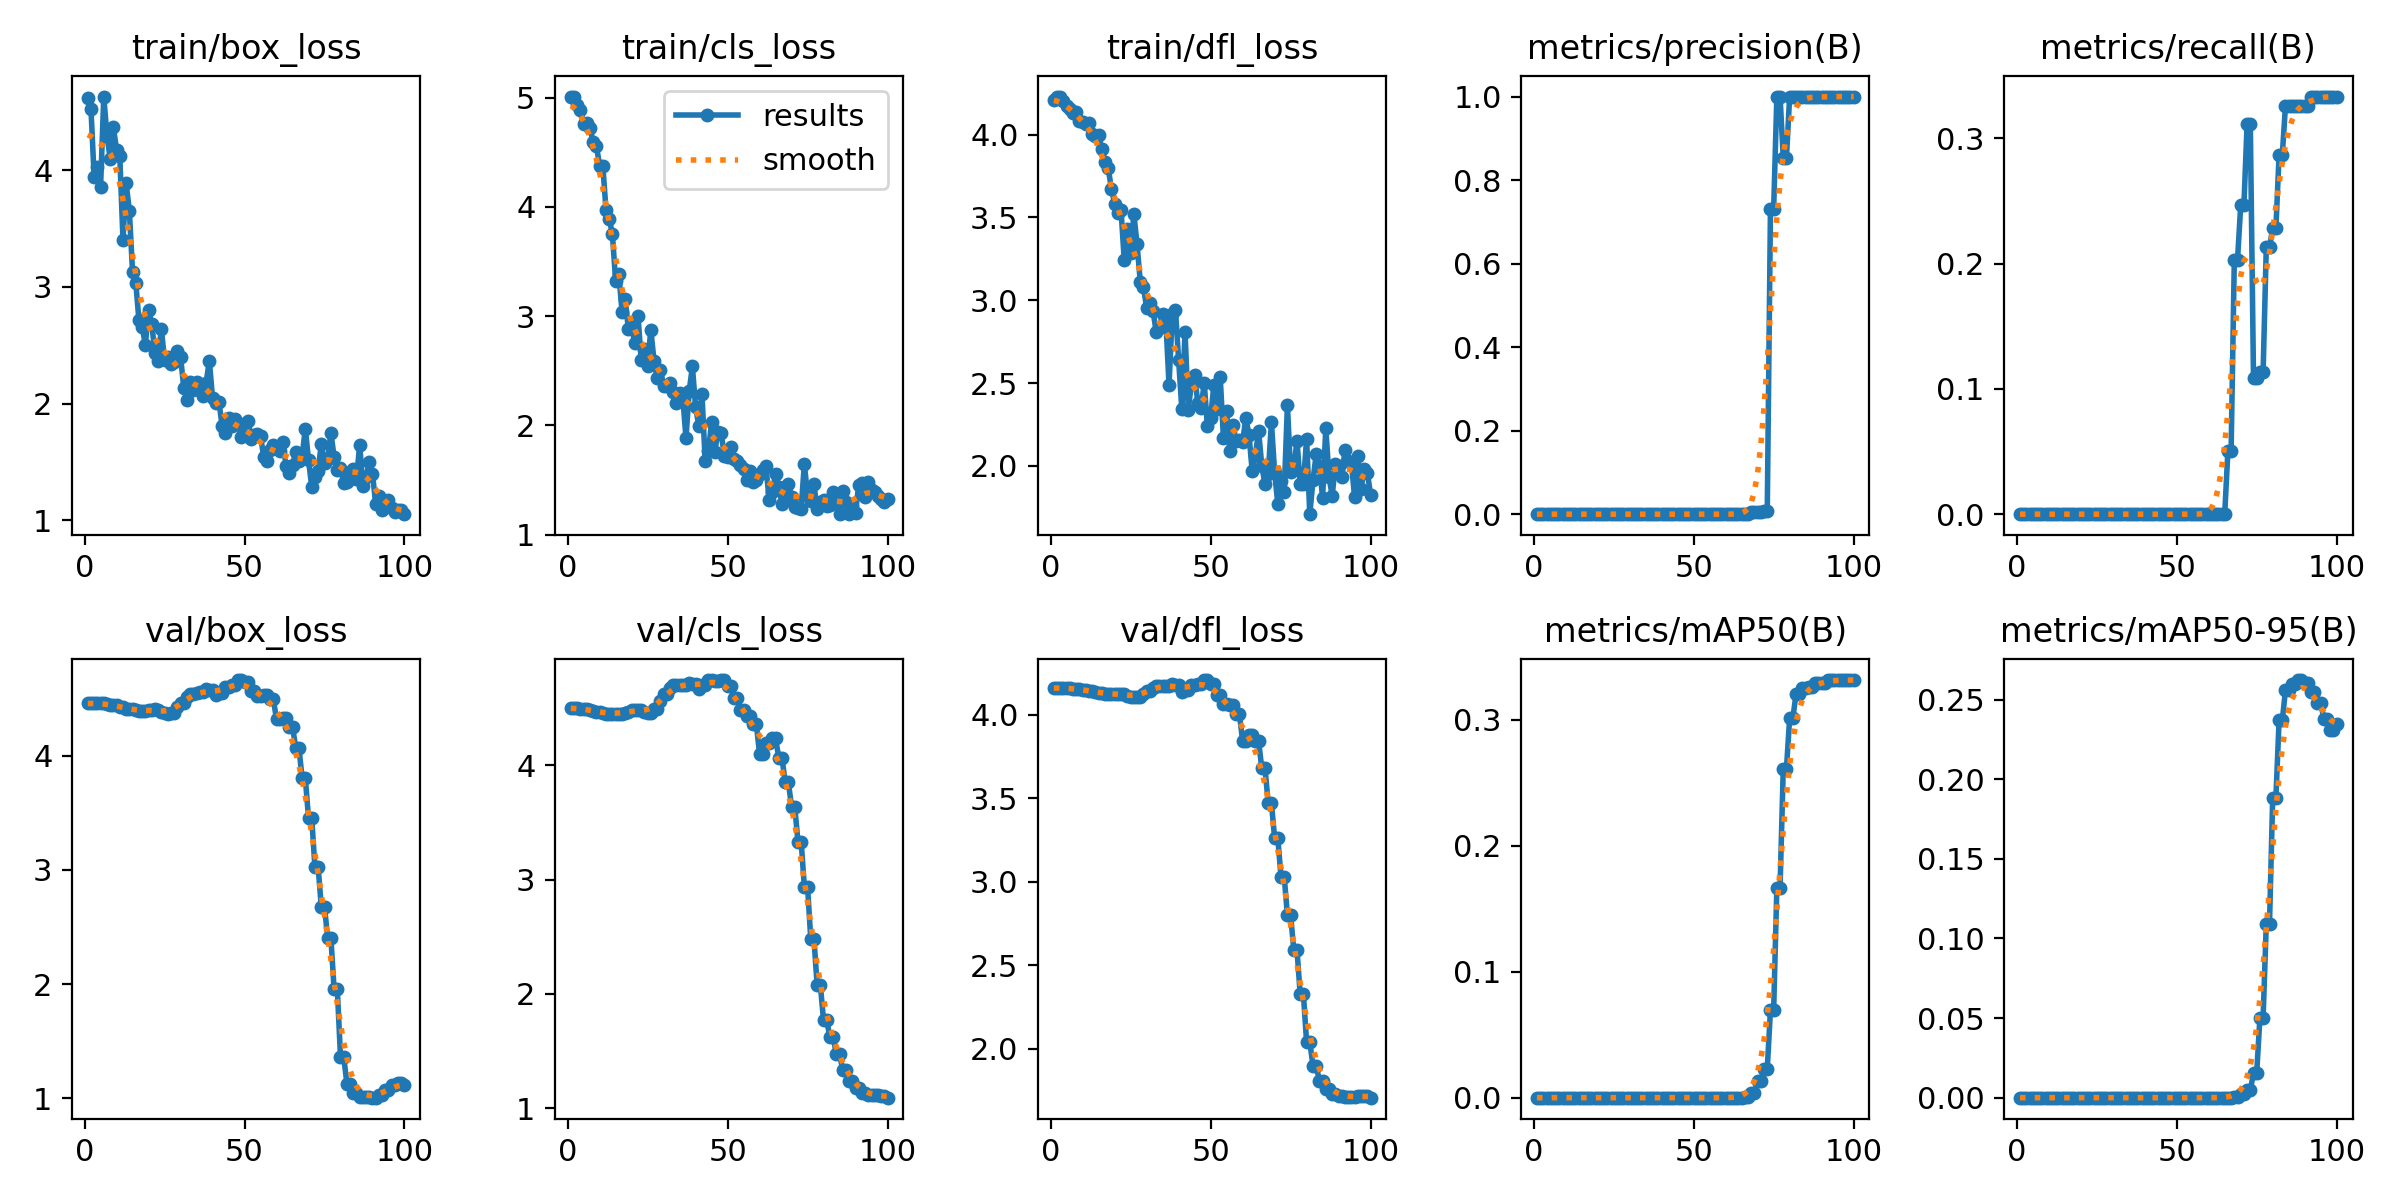 train/box_loss
4
3
2
1
0 50 100
train/cls_loss
5
4
3
2
1
0 50 100
results
smooth
train/dfl_loss
4.0
3.5
3.0
2.5
2.0
0 50 100
metrics/precision(B)
1.0
0.8
0.6
0.4
0.2
0.0
0 50 100
metrics/recall(B)
0.3
0.2
0.1
0.0
0 50 100
val/box_loss
4
3
2
1
0 50 100
val/cls_loss
4
3
2
1
0 50 100
val/dfl_loss
4.0
3.5
3.0
2.5
2.0
0 50 100
metrics/mAP50(B)
0.3
0.2
0.1
0.0
0 50 100
metrics/mAP50-95(B)
0.25
0.20
0.15
0.10
0.05
0.00
0 50 100